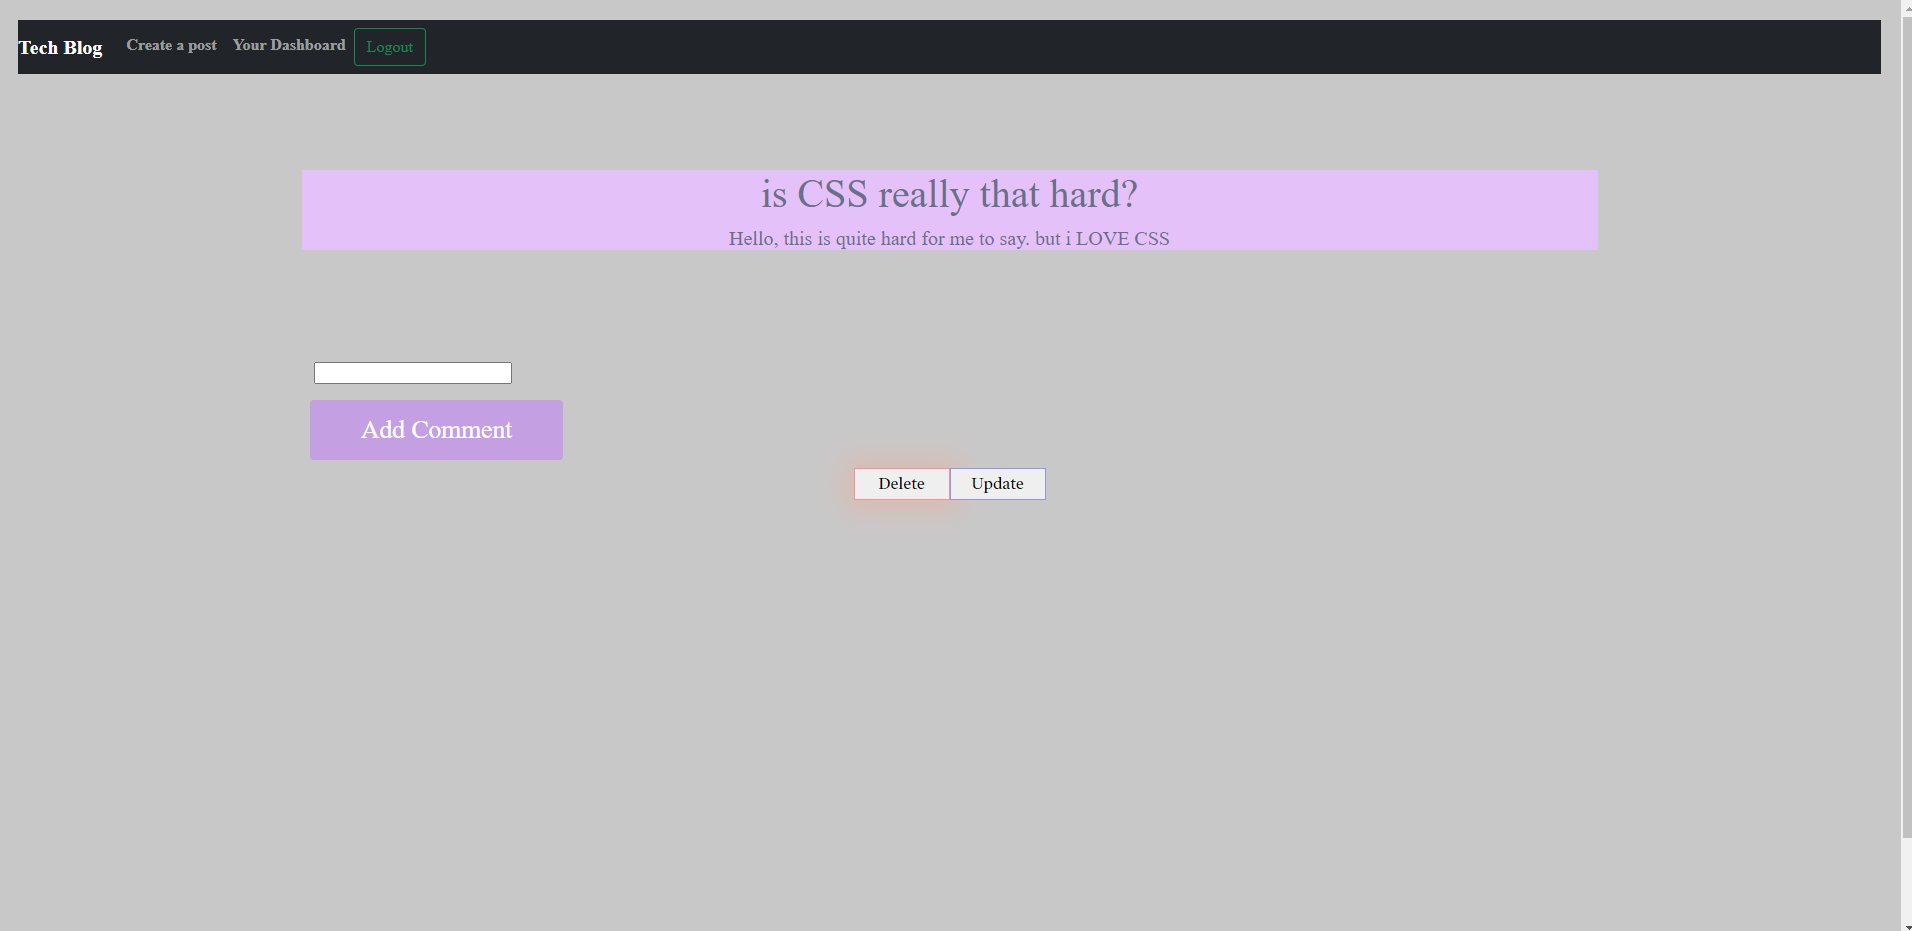 Tech Blog Create a post Your Dashboard Logout
is CSS really that hard?
Hello, this is quite hard for me to say. but i LOVE CSS
Add Comment
Delete Update